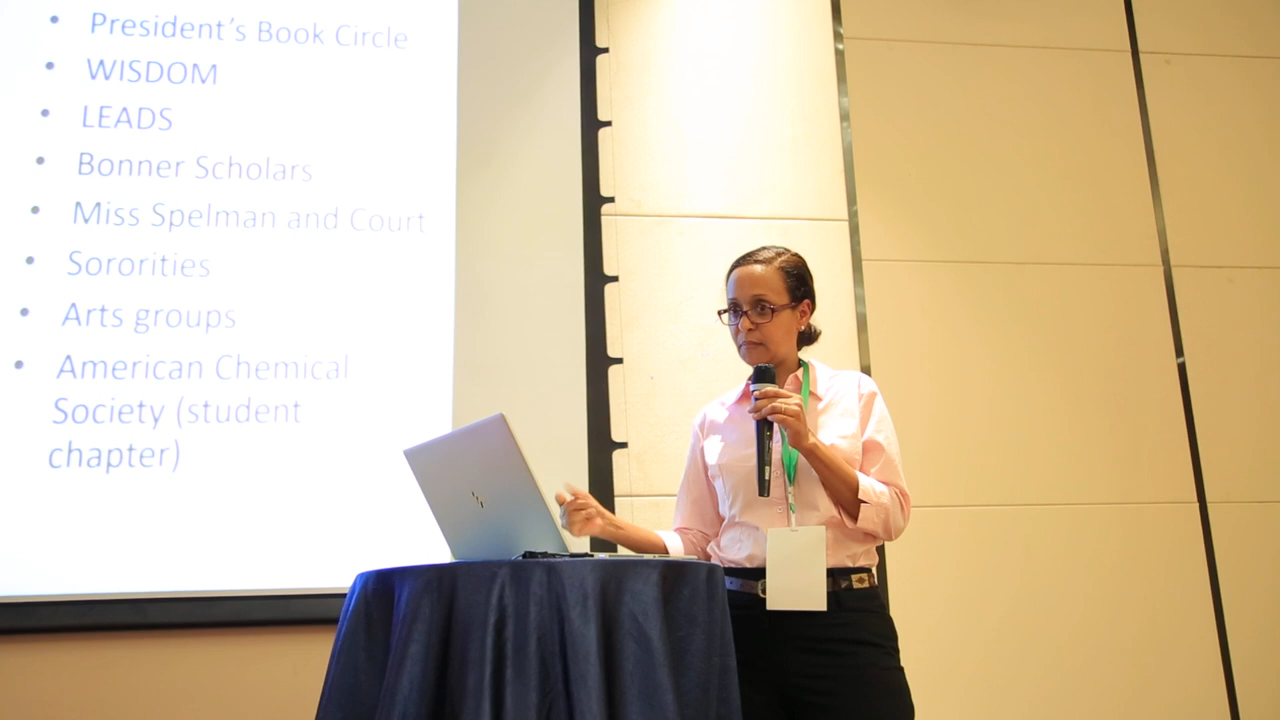 • President's Book Circle
• WISDOM
• LEADS
• Bonner Scholars
• Miss Spelman and Court
• Sororities
• Arts groups
• American Chemical
Society (student
chapter)